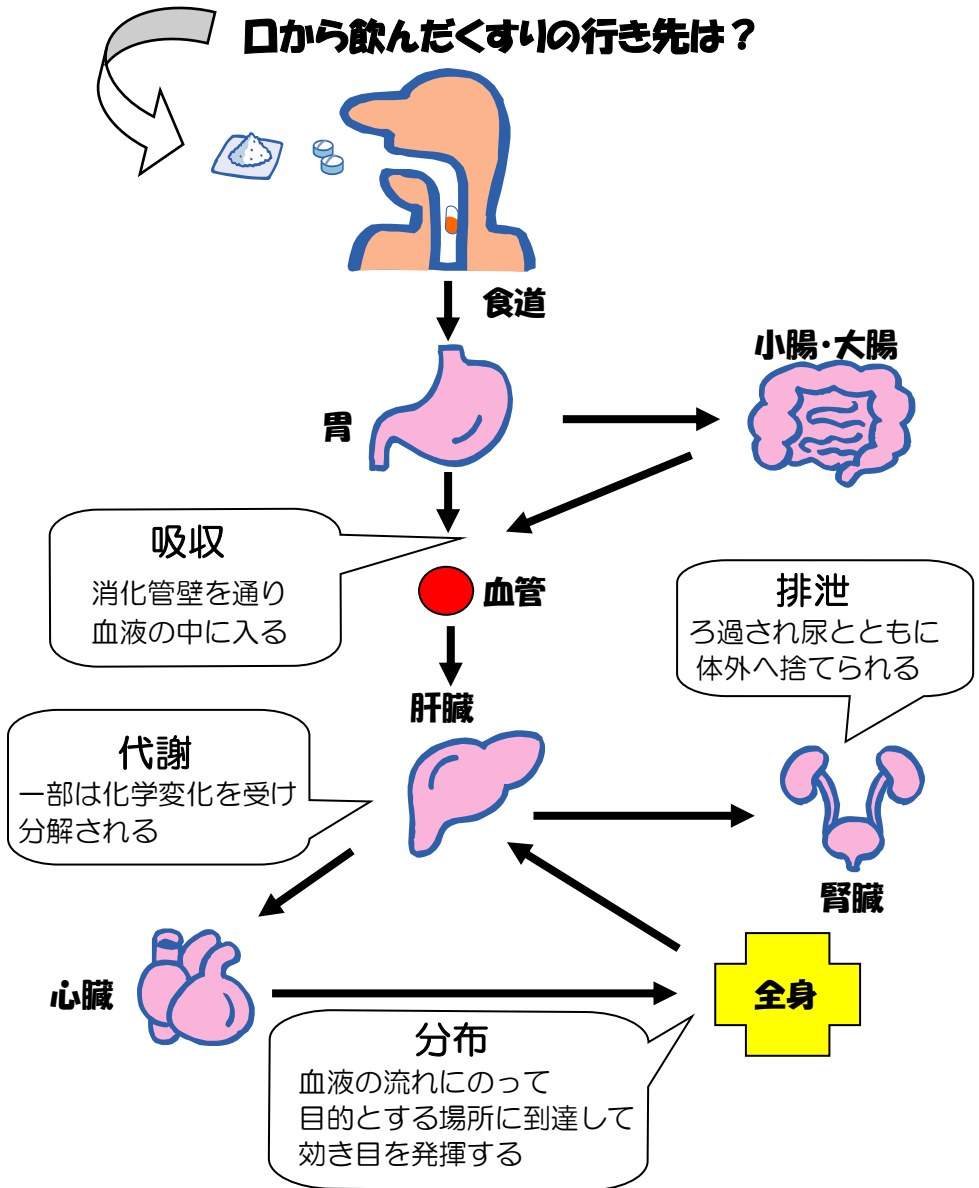 口から飲んだくすりの行き先は？
食道
小腸・大腸
胃
吸収
消化管壁を通り
血液の中に入る
血管
排泄
ろ過され尿とともに
体外へ捨てられる
肝臓
代謝
一部は化学変化を受け
分解される
腎臓
心臓
全身
分布
血液の流れにのって
目的とする場所に到達して
効き目を発揮する